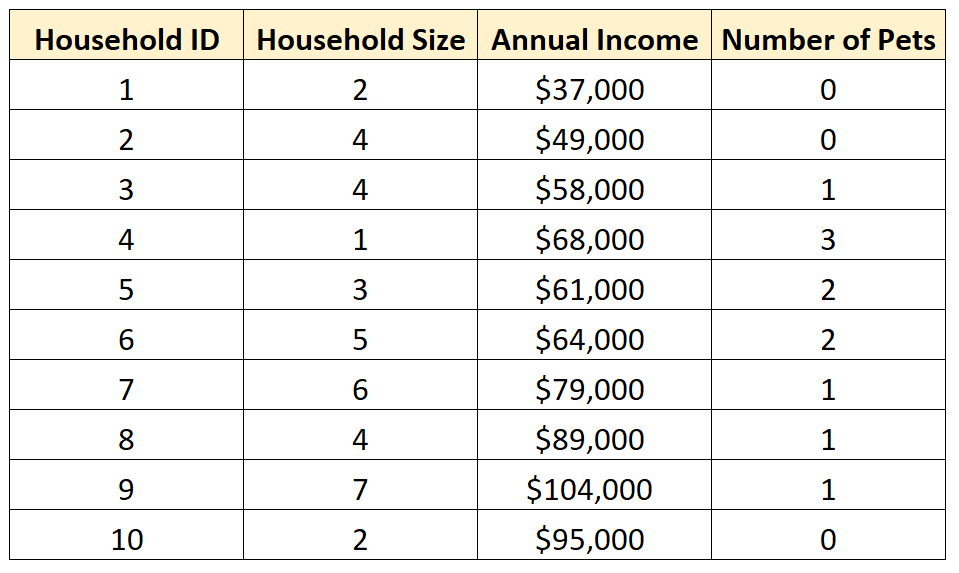 Household ID Household Size Annual Income Number of Pets
1 2 $37,000 0
2 4 $49,000 0
3 4 $58,000 1
4 1 $68,000 3
5 3 $61,000 2
6 5 $64,000 2
7 6 $79,000 1
8 4 $89,000 1
9 7 $104,000 1
10 2 $95,000 0